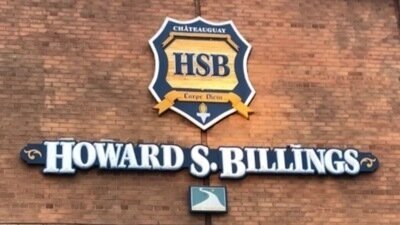 CHÂTEAUGUAY
HSB
Carpe Diem
HOWARD S. BILLINGS